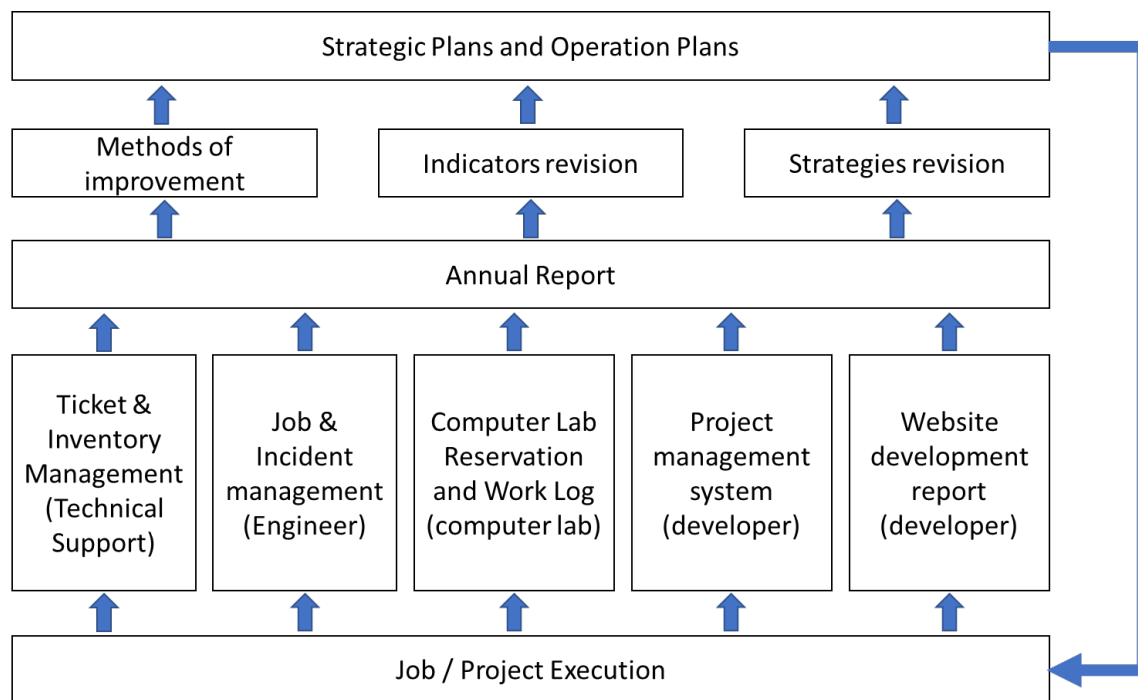 Strategic Plans and Operation Plans
Methods of
improvement
Indicators revision
Strategies revision
Annual Report
Ticket &
Inventory
Management
(Technical
Support)
Job &
Incident
management
(Engineer)
Computer Lab
Reservation
and Work Log
(computer lab)
Project
management
system
(developer)
Website
development
report
(developer)
Job / Project Execution